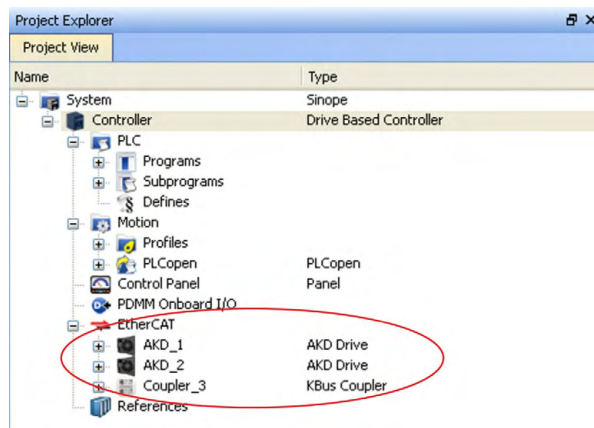 Project Explorer
Project View
Name Type
System Sinope
Controller Drive Based Controller
PLC
Programs
Subprograms
Defines
Motion
Profiles
PLCopen PLCopen
Control Panel Panel
PDMM Onboard I/O
EtherCAT
AKD_1 AKD Drive
AKD_2 AKD Drive
Coupler_3 KBus Coupler
References